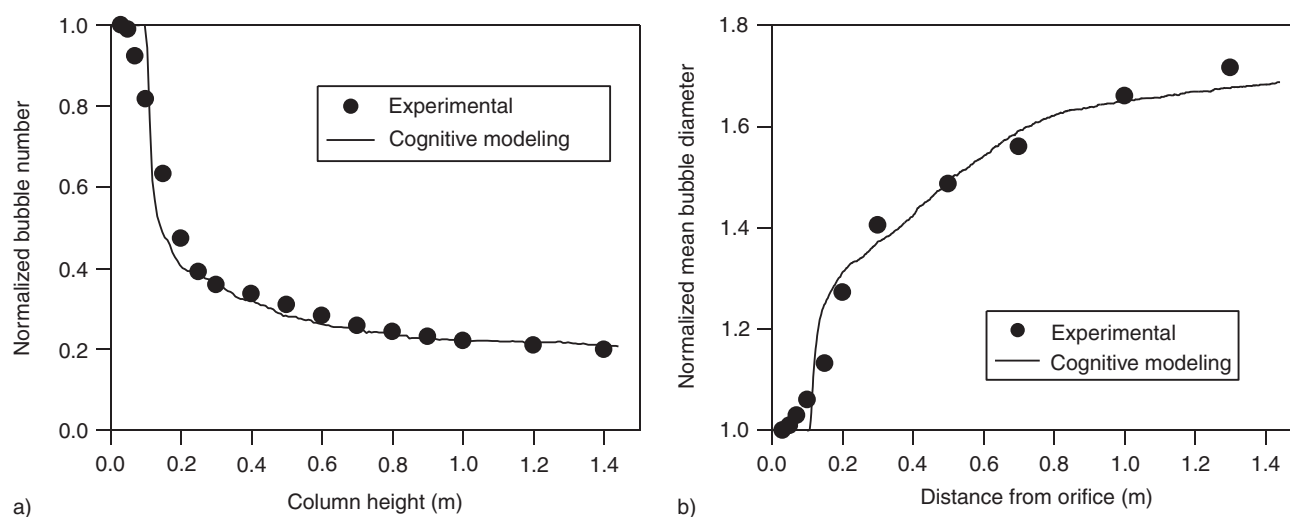 Normalized bubble number
1.0
0.8
0.6
0.4
0.2
0.0
Experimental
Cognitive modeling
0.0 0.2 0.4 0.6 0.8 1.0 1.2 1.4
Column height (m)
a)
Normalized mean bubble diameter
1.8
1.6
1.4
1.2
1.0
Experimental
Cognitive modeling
0.0 0.2 0.4 0.6 0.8 1.0 1.2 1.4
Distance from orifice (m)
b)